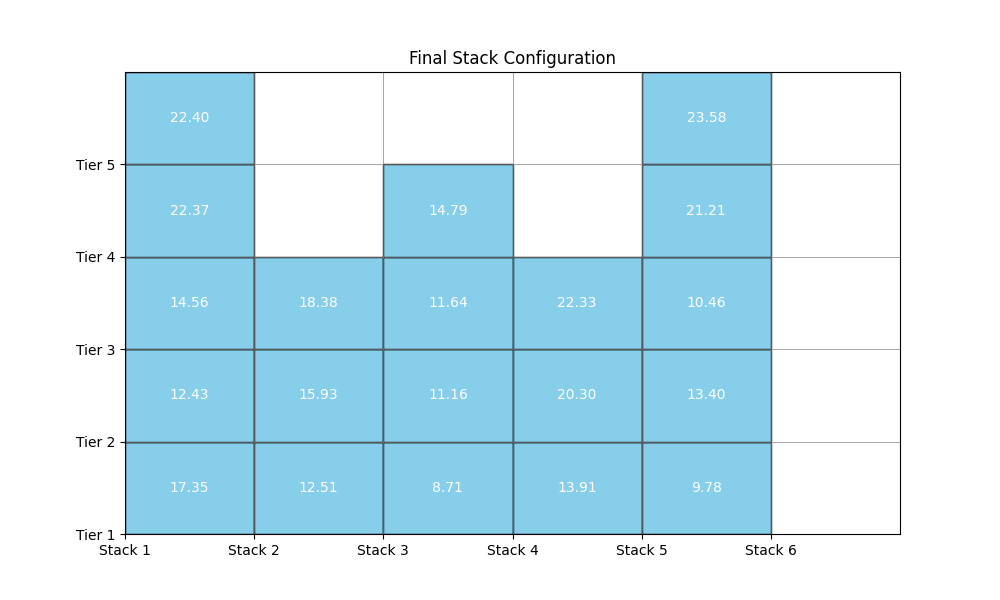 Final Stack Configuration
22.40 23.58
Tier 5
22.37 14.79 21.21
Tier 4
14.56 18.38 11.64 22.33 10.46
Tier 3
12.43 15.93 11.16 20.30 13.40
Tier 2
17.35 12.51 8.71 13.91 9.78
Tier 1
Stack 1 Stack 2 Stack 3 Stack 4 Stack 5 Stack 6